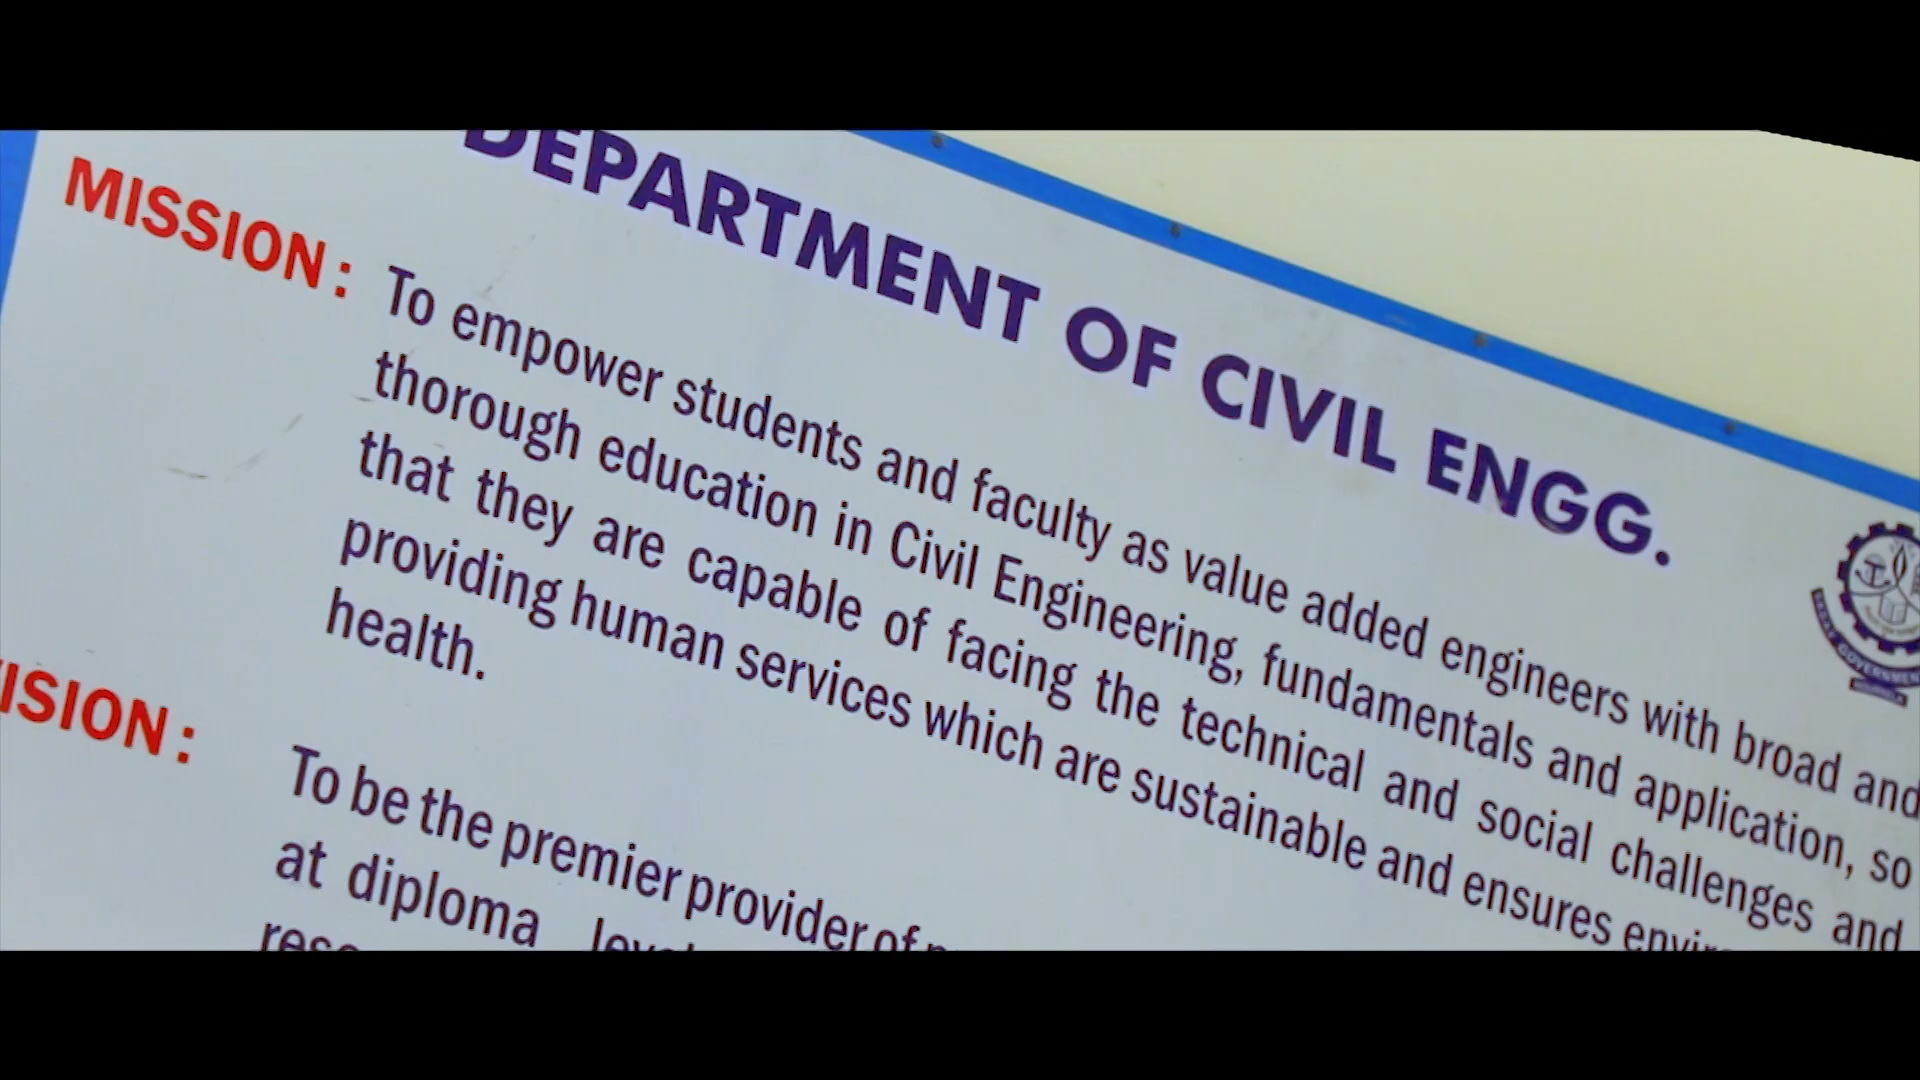 DEPARTMENT OF CIVIL ENGG.
MISSION: To empower students and faculty as value added engineers with broad and
thorough education in Civil Engineering, fundamentals and application, so
that they are capable of facing the technical and social challenges and
providing human services which are sustainable and ensures
health.
VISION:
To be the premier provider of
at diploma